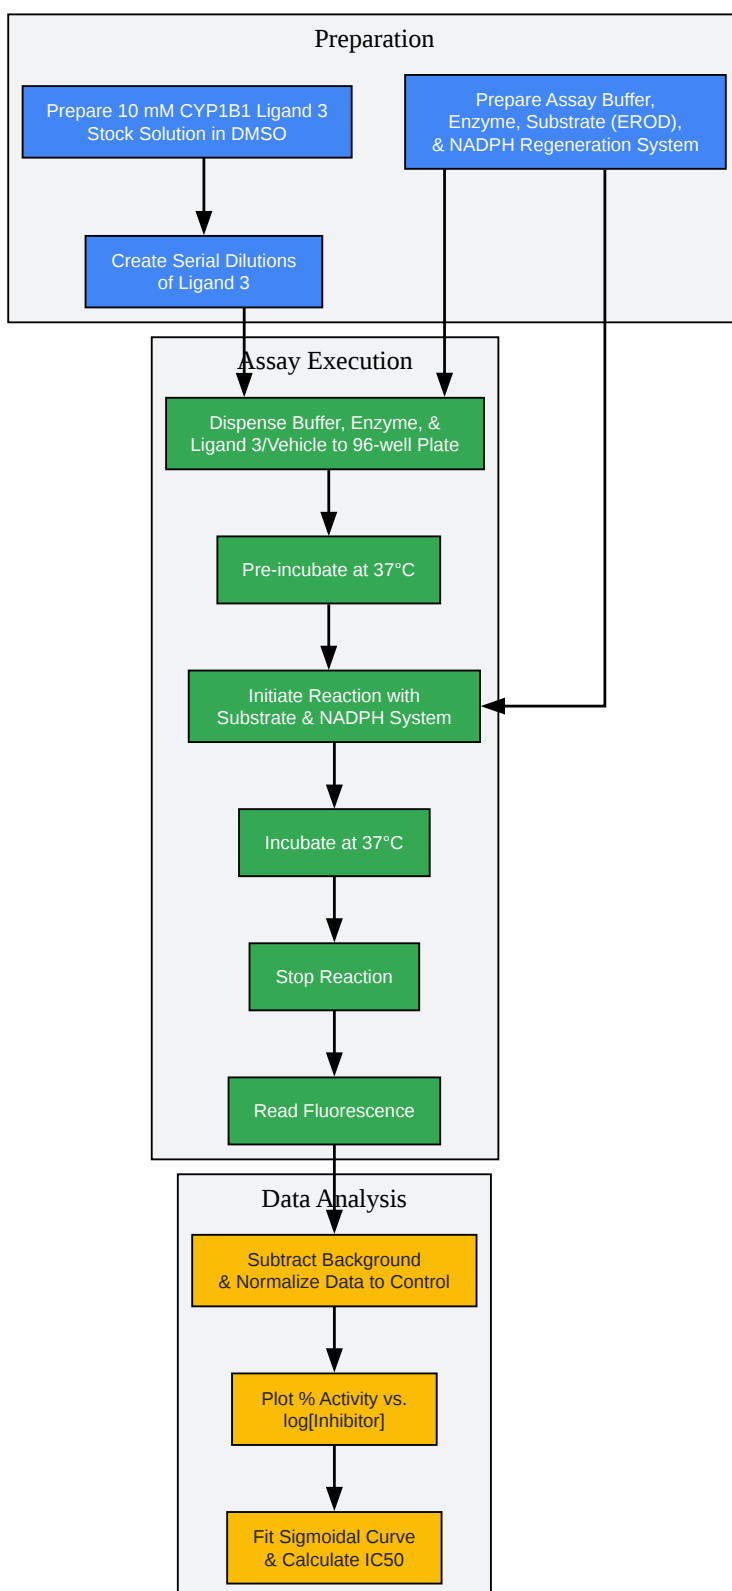 Preparation
Prepare 10 mM CYP1B1 Ligand 3
Stock Solution in DMSO
Prepare Assay Buffer,
Enzyme, Substrate (EROD),
& NADPH Regeneration System
Create Serial Dilutions
of Ligand 3
Assay Execution
Dispense Buffer, Enzyme, &
Ligand 3/Vehicle to 96-well Plate
Pre-incubate at 37°C
Initiate Reaction with
Substrate & NADPH System
Incubate at 37°C
Stop Reaction
Read Fluorescence
Data Analysis
Subtract Background
& Normalize Data to Control
Plot % Activity vs.
log[Inhibitor]
Fit Sigmoidal Curve
& Calculate IC50